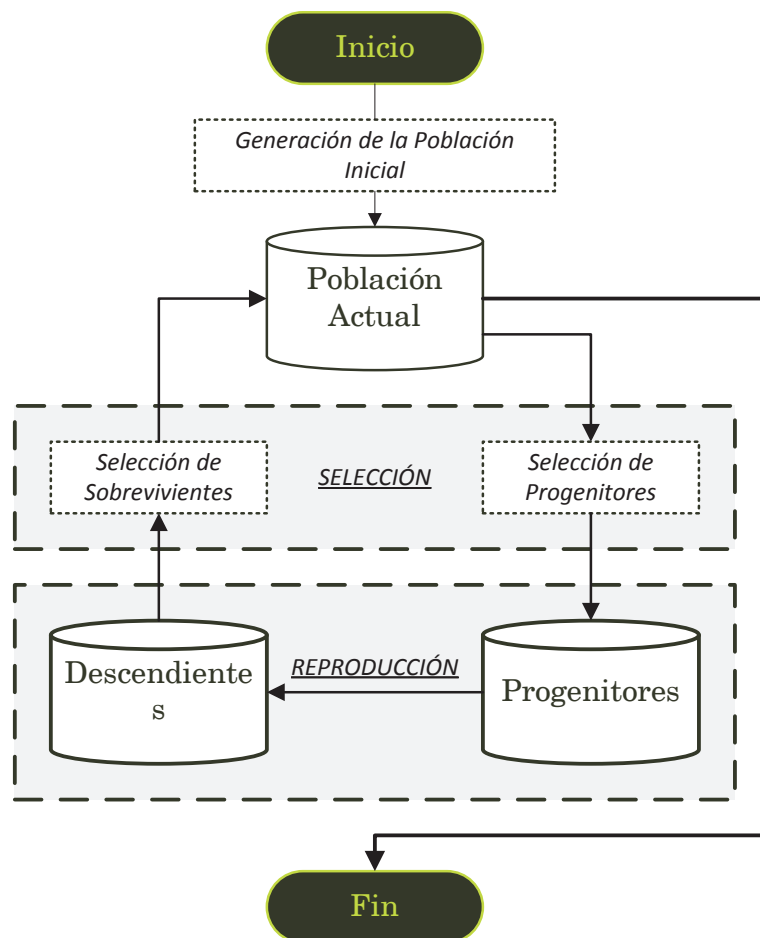 Inicio
Generación de la Población
Inicial
Población
Actual
Selección de
Sobrevivientes
SELECCIÓN
Selección de
Progenitores
Descendiente
s
REPRODUCCIÓN
Progenitores
Fin